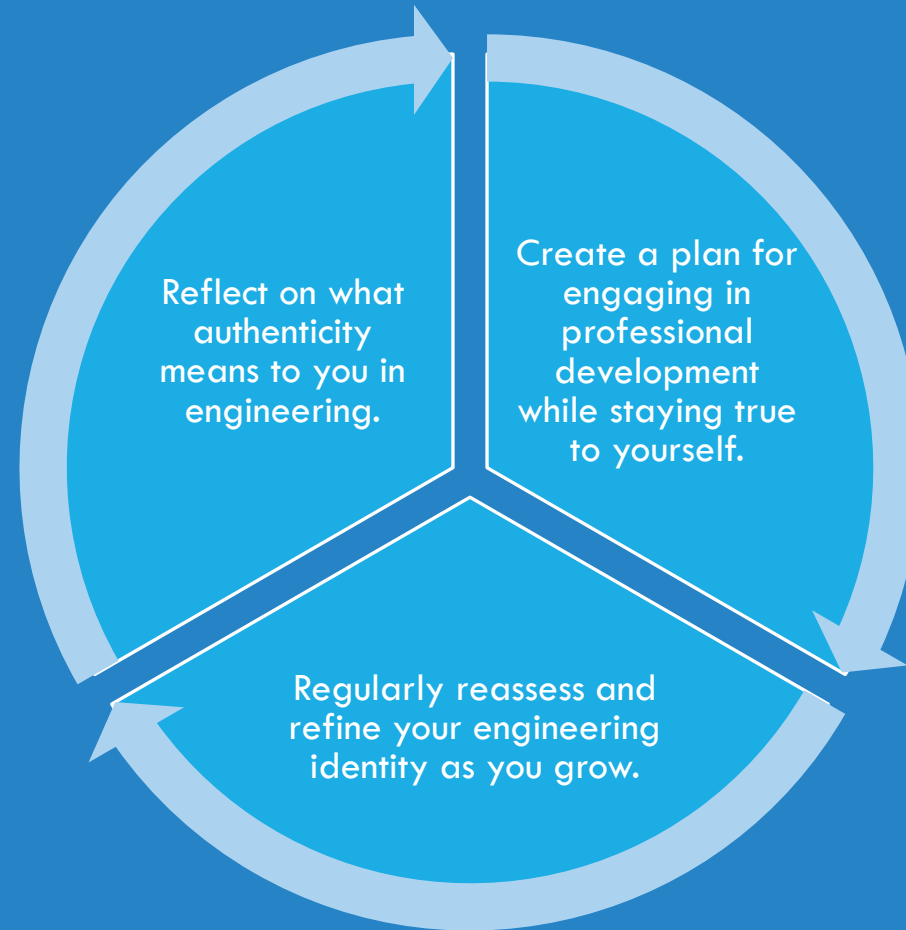 Reflect on what
authenticity
means to you in
engineering.
Create a plan for
engaging in
professional
development
while staying true
to yourself.
Regularly reassess and
refine your engineering
identity as you grow.